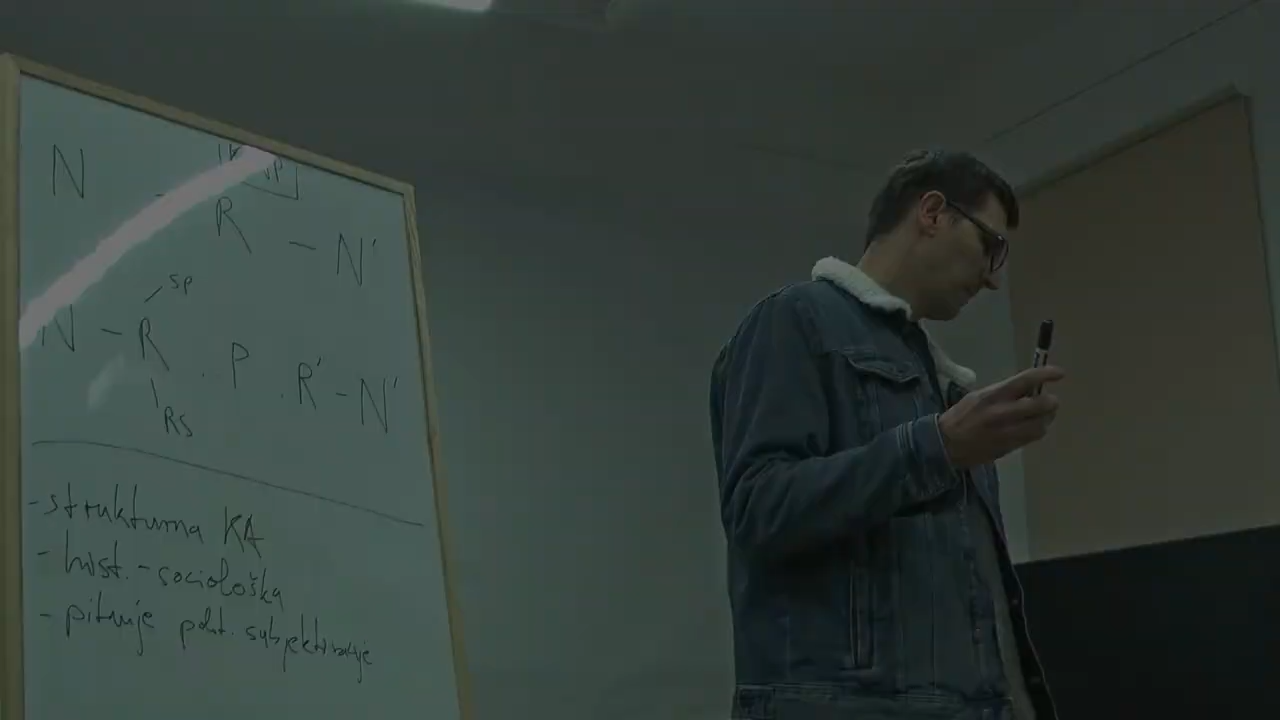 N
R - N'
SP
N - R . P . R' - N'
RS
- strukturna KA
- hist. - sociološka
- pitanje polit. subjektivacije